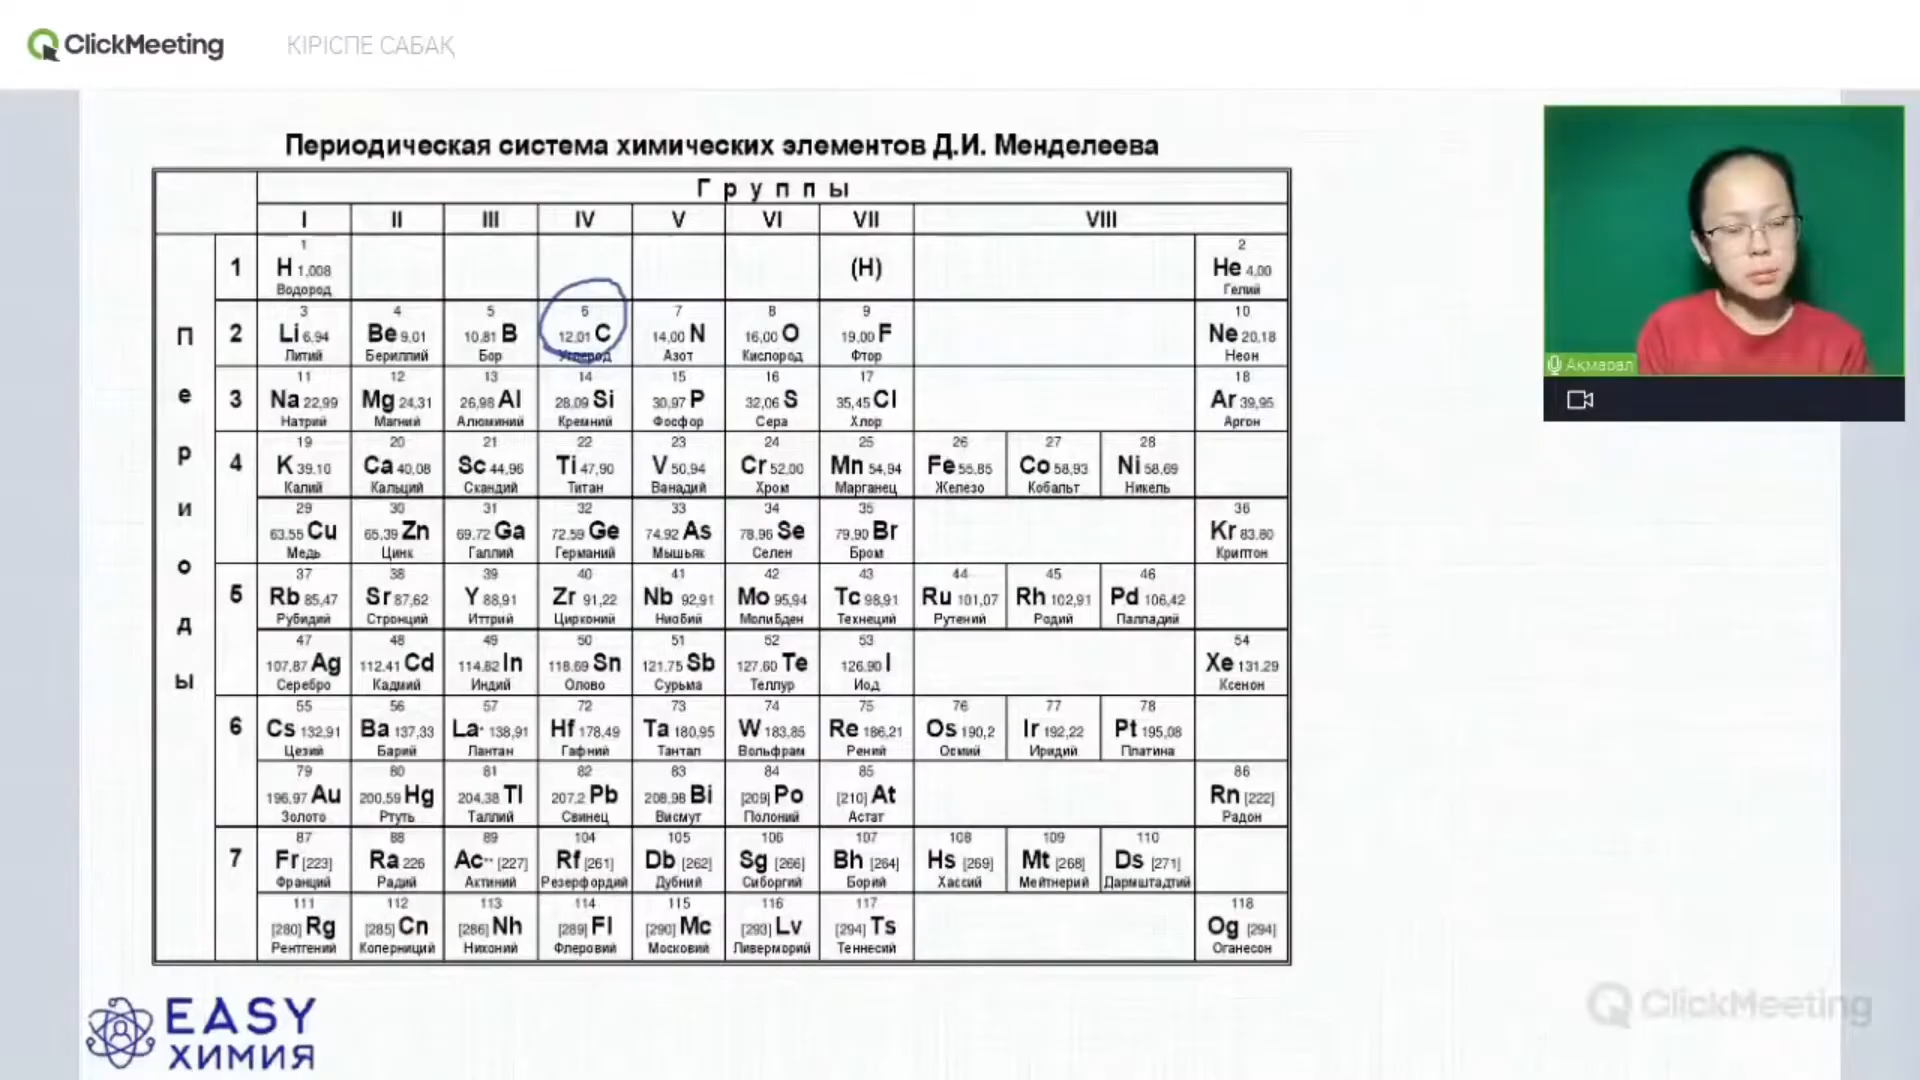 ClickMeeting
КІРІСПЕ САБАҚ
Периодическая система химических элементов Д.И. Менделеева
Группы
I II III IV V VI VII VIII
Периоды
1
1 2
H 1,008 (H) He 4,00
Водород Гелий
2
3 4 5 6 7 8 9 10
Li 6,94 Be 9,01 10,81 B 12,01 C 14,00 N 16,00 O 19,00 F Ne 20,18
Литий Бериллий Бор Углерод Азот Кислород Фтор Неон
3
11 12 13 14 15 16 17 18
Na 22,99 Mg 24,31 26,98 Al 28,09 Si 30,97 P 32,06 S 35,45 Cl Ar 39,95
Натрий Магний Алюминий Кремний Фосфор Сера Хлор Аргон
4
19 20 21 22 23 24 25 26 27 28
K 39,10 Ca 40,08 Sc 44,96 Ti 47,90 V 50,94 Cr 52,00 Mn 54,94 Fe 55,85 Co 58,93 Ni 58,69
Калий Кальций Скандий Титан Ванадий Хром Марганец Железо Кобальт Никель
29 30 31 32 33 34 35 36
63,55 Cu 65,39 Zn 69,72 Ga 72,59 Ge 74,92 As 78,96 Se 79,90 Br Kr 83,80
Медь Цинк Галлий Германий Мышьяк Селен Бром Криптон
5
37 38 39 40 41 42 43 44 45 46
Rb 85,47 Sr 87,62 Y 88,91 Zr 91,22 Nb 92,91 Mo 95,94 Tc 98,91 Ru 101,07 Rh 102,91 Pd 106,42
Рубидий Стронций Иттрий Цирконий Ниобий Молибден Технеций Рутений Родий Палладий
47 48 49 50 51 52 53 54
107,87 Ag 112,41 Cd 114,82 In 118,69 Sn 121,75 Sb 127,60 Te 126,90 I Xe 131,29
Серебро Кадмий Индий Олово Сурьма Теллур Иод Ксенон
6
55 56 57 72 73 74 75 76 77 78
Cs 132,91 Ba 137,33 La* 138,91 Hf 178,49 Ta 180,95 W 183,85 Re 186,21 Os 190,2 Ir 192,22 Pt 195,08
Цезий Барий Лантан Гафний Тантал Вольфрам Рений Осмий Иридий Платина
79 80 81 82 83 84 85 86
196,97 Au 200,59 Hg 204,38 Tl 207,2 Pb 208,98 Bi [209] Po [210] At Rn [222]
Золото Ртуть Таллий Свинец Висмут Полоний Астат Радон
7
87 88 89 104 105 106 107 108 109 110
Fr [223] Ra 226 Ac** [227] Rf [261] Db [262] Sg [266] Bh [264] Hs [269] Mt [268] Ds [271]
Франций Радий Актиний Резерфордий Дубний Сиборгий Борий Хассий Мейтнерий Дармштадтий
111 112 113 114 115 116 117 118
[280] Rg [285] Cn [286] Nh [289] Fl [290] Mc [293] Lv [294] Ts Og [294]
Рентгений Коперниций Нихоний Флеровий Московий Ливерморий Теннесий Оганесон
Ақмарал
EASY
ХИМИЯ
ClickMeeting